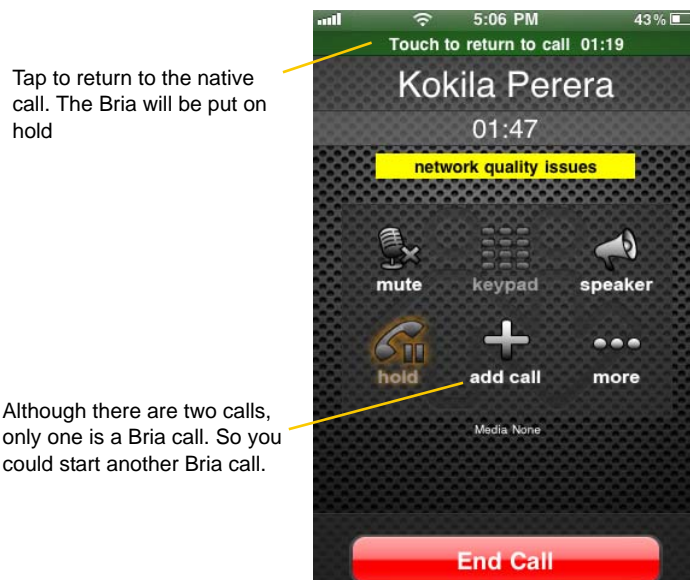 5:06 PM
43%
Touch to return to call 01:19
Tap to return to the native
call. The Bria will be put on
hold
Kokila Perera
01:47
network quality issues
mute
keypad
speaker
hold
add call
more
Although there are two calls,
only one is a Bria call. So you
could start another Bria call.
Media None
End Call